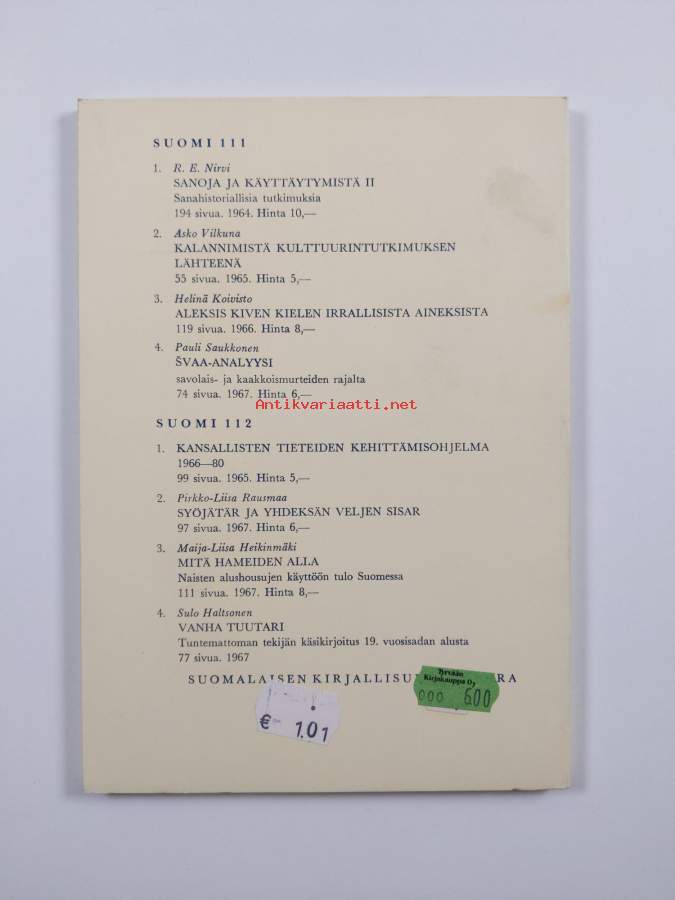 SUOMI 111
1. R. E. Nirvi
SANOJA JA KÄYTTÄYTYMISTÄ II
Sanahistoriallisia tutkimuksia
194 sivua. 1964. Hinta 10,—
2. Asko Vilkuna
KALANNIMISTÄ KULTTUURINTUTKIMUKSEN
LÄHTEENÄ
55 sivua. 1965. Hinta 5,—
3. Helinä Koivisto
ALEKSIS KIVEN KIELEN IRRALLISISTA AINEKSISTA
119 sivua. 1966. Hinta 8,—
4. Pauli Saukkonen
ŠVAA-ANALYYSI
savolais- ja kaakkoismurteiden rajalta
74 sivua. 1967. Hinta 6,—
Antikvariaatti.net
SUOMI 112
1. KANSALLISTEN TIETEIDEN KEHITTÄMISOHJELMA
1966—80
99 sivua. 1965. Hinta 5,—
2. Pirkko-Liisa Rausmaa
SYÖJÄTÄR JA YHDEKSÄN VELJEN SISAR
97 sivua. 1967. Hinta 6,—
3. Maija-Liisa Heikinmäki
MITÄ HAMEIDEN ALLA
Naisten alushousujen käyttöön tulo Suomessa
111 sivua. 1967. Hinta 8,—
4. Sulo Haltsonen
VANHA TUUTARI
Tuntemattoman tekijän käsikirjoitus 19. vuosisadan alusta
77 sivua. 1967
SUOMALAISEN
Tyrvään
Kirjakauppa Oy
000 600
€ 1.01